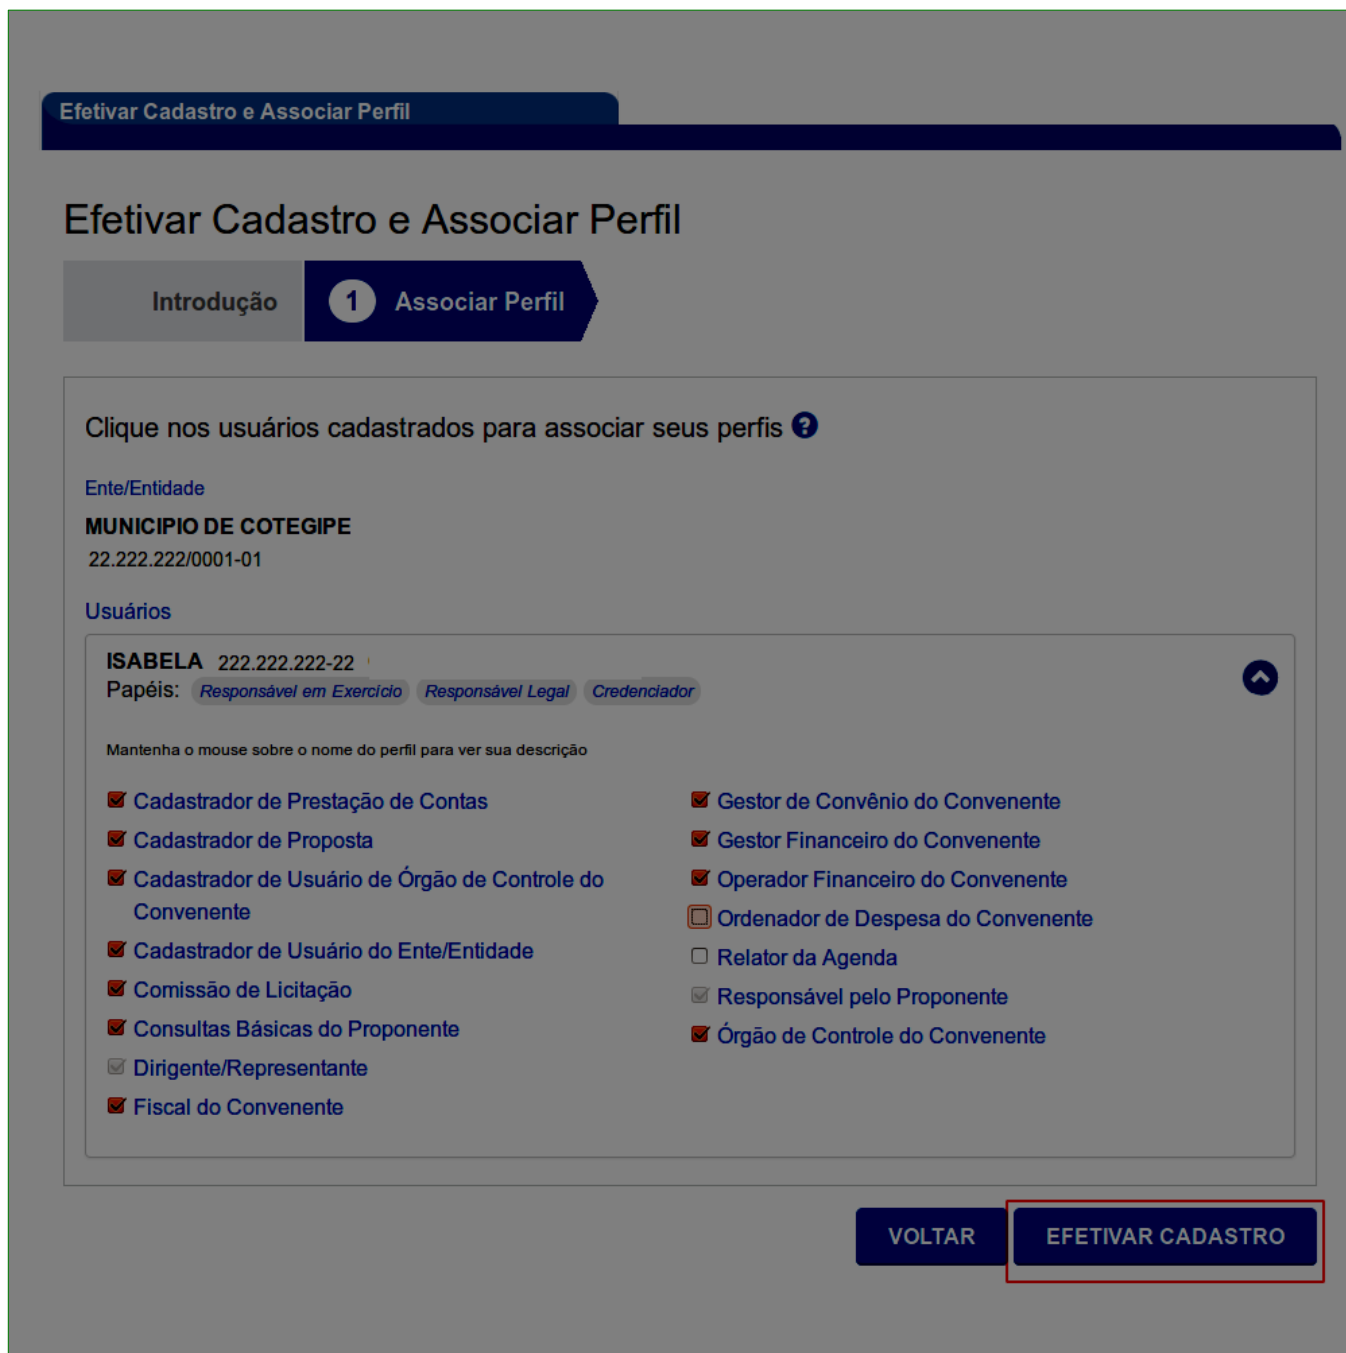 Efetivar Cadastro e Associar Perfil
Efetivar Cadastro e Associar Perfil
Introdução
1 Associar Perfil
Clique nos usuários cadastrados para associar seus perfis ?
Ente/Entidade
MUNICIPIO DE COTEGIPE
22.222.222/0001-01
Usuários
ISABELA 222.222.222-22
Papéis: Responsável em Exercício Responsável Legal Credenciador
Mantenha o mouse sobre o nome do perfil para ver sua descrição
Cadastrador de Prestação de Contas
Cadastrador de Proposta
Cadastrador de Usuário de Órgão de Controle do
Convenente
Cadastrador de Usuário do Ente/Entidade
Comissão de Licitação
Consultas Básicas do Proponente
Dirigente/Representante
Fiscal do Convenente
Gestor de Convênio do Convenente
Gestor Financeiro do Convenente
Operador Financeiro do Convenente
Ordenador de Despesa do Convenente
Relator da Agenda
Responsável pelo Proponente
Órgão de Controle do Convenente
VOLTAR
EFETIVAR CADASTRO